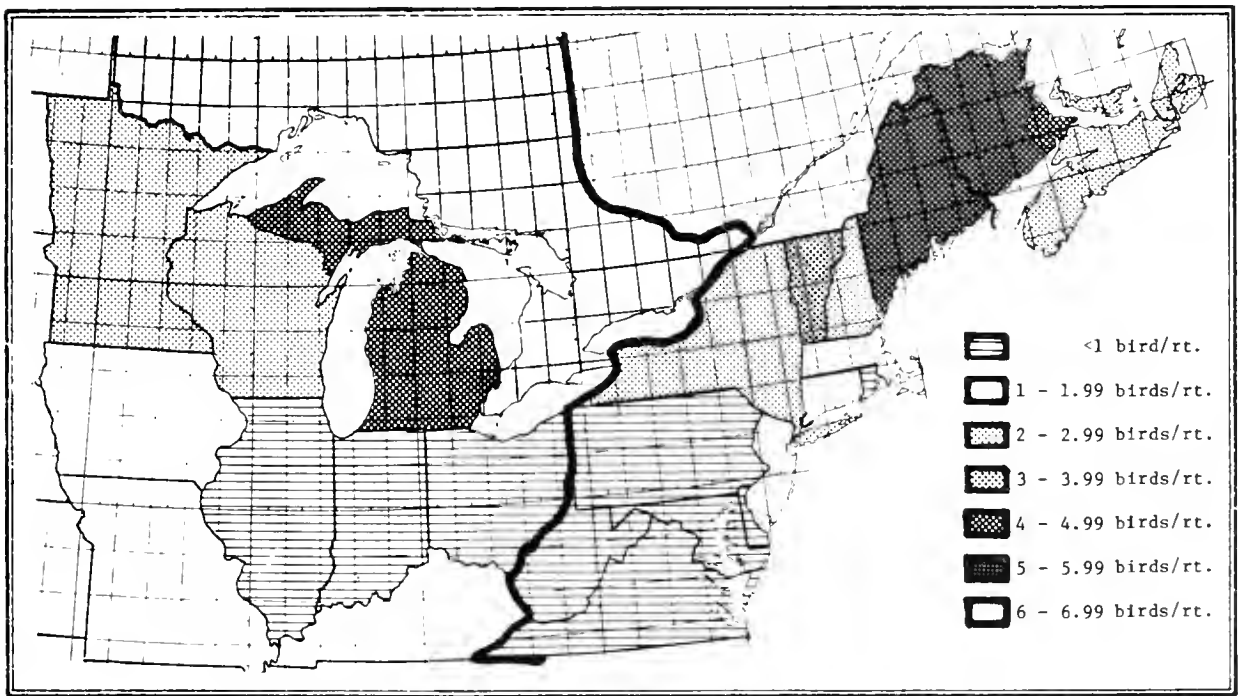 <1 bird/rt.
1 - 1.99 birds/rt.
2 - 2.99 birds/rt.
3 - 3.99 birds/rt.
4 - 4.99 birds/rt.
5 - 5.99 birds/rt.
6 - 6.99 birds/rt.